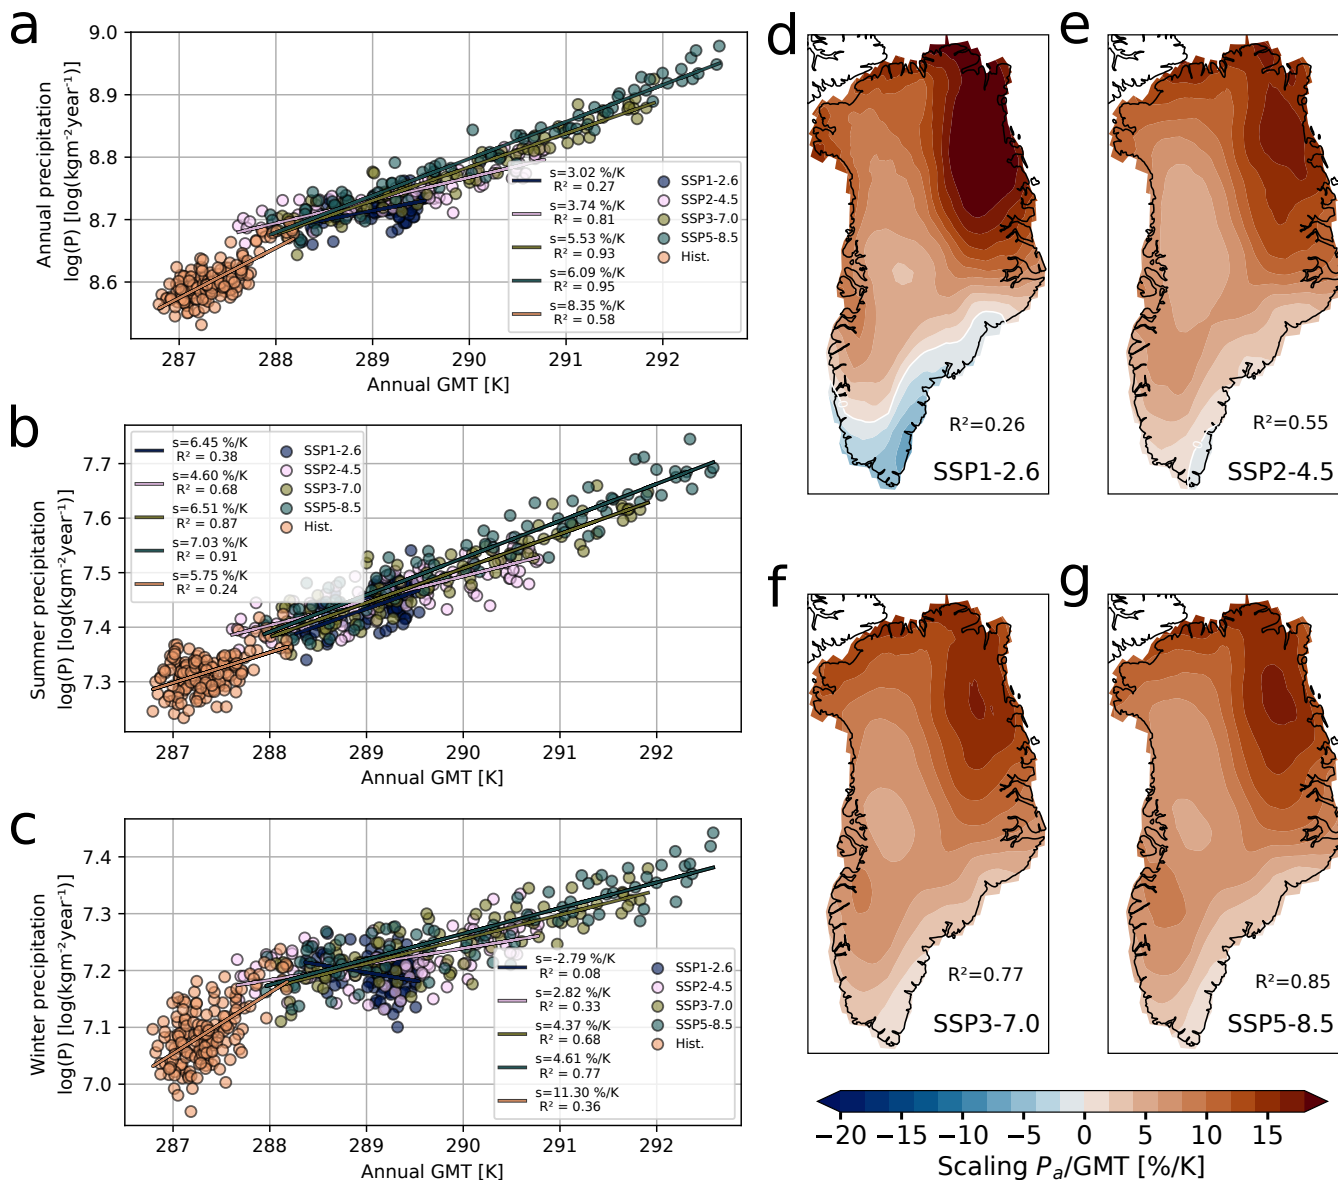 a
9.0
8.9
8.8
8.7
8.6
Annual precipitation
log(P) [log(kgm⁻²year⁻¹)]
s=3.02 %/K
R² = 0.27
s=3.74 %/K
R² = 0.81
s=5.53 %/K
R² = 0.93
s=6.09 %/K
R² = 0.95
s=8.35 %/K
R² = 0.58
SSP1-2.6
SSP2-4.5
SSP3-7.0
SSP5-8.5
Hist.
287 288 289 290 291 292
Annual GMT [K]
b
7.7
7.6
7.5
7.4
7.3
Summer precipitation
log(P) [log(kgm⁻²year⁻¹)]
s=6.45 %/K
R² = 0.38
s=4.60 %/K
R² = 0.68
s=6.51 %/K
R² = 0.87
s=7.03 %/K
R² = 0.91
s=5.75 %/K
R² = 0.24
SSP1-2.6
SSP2-4.5
SSP3-7.0
SSP5-8.5
Hist.
287 288 289 290 291 292
Annual GMT [K]
c
7.4
7.3
7.2
7.1
7.0
Winter precipitation
log(P) [log(kgm⁻²year⁻¹)]
s=-2.79 %/K
R² = 0.08
s=2.82 %/K
R² = 0.33
s=4.37 %/K
R² = 0.68
s=4.61 %/K
R² = 0.77
s=11.30 %/K
R² = 0.36
SSP1-2.6
SSP2-4.5
SSP3-7.0
SSP5-8.5
Hist.
287 288 289 290 291 292
Annual GMT [K]
d
R²=0.26
SSP1-2.6
e
R²=0.55
SSP2-4.5
f
R²=0.77
SSP3-7.0
g
R²=0.85
SSP5-8.5
−20 −15 −10 −5 0 5 10 15
Scaling Pₐ/GMT [%/K]